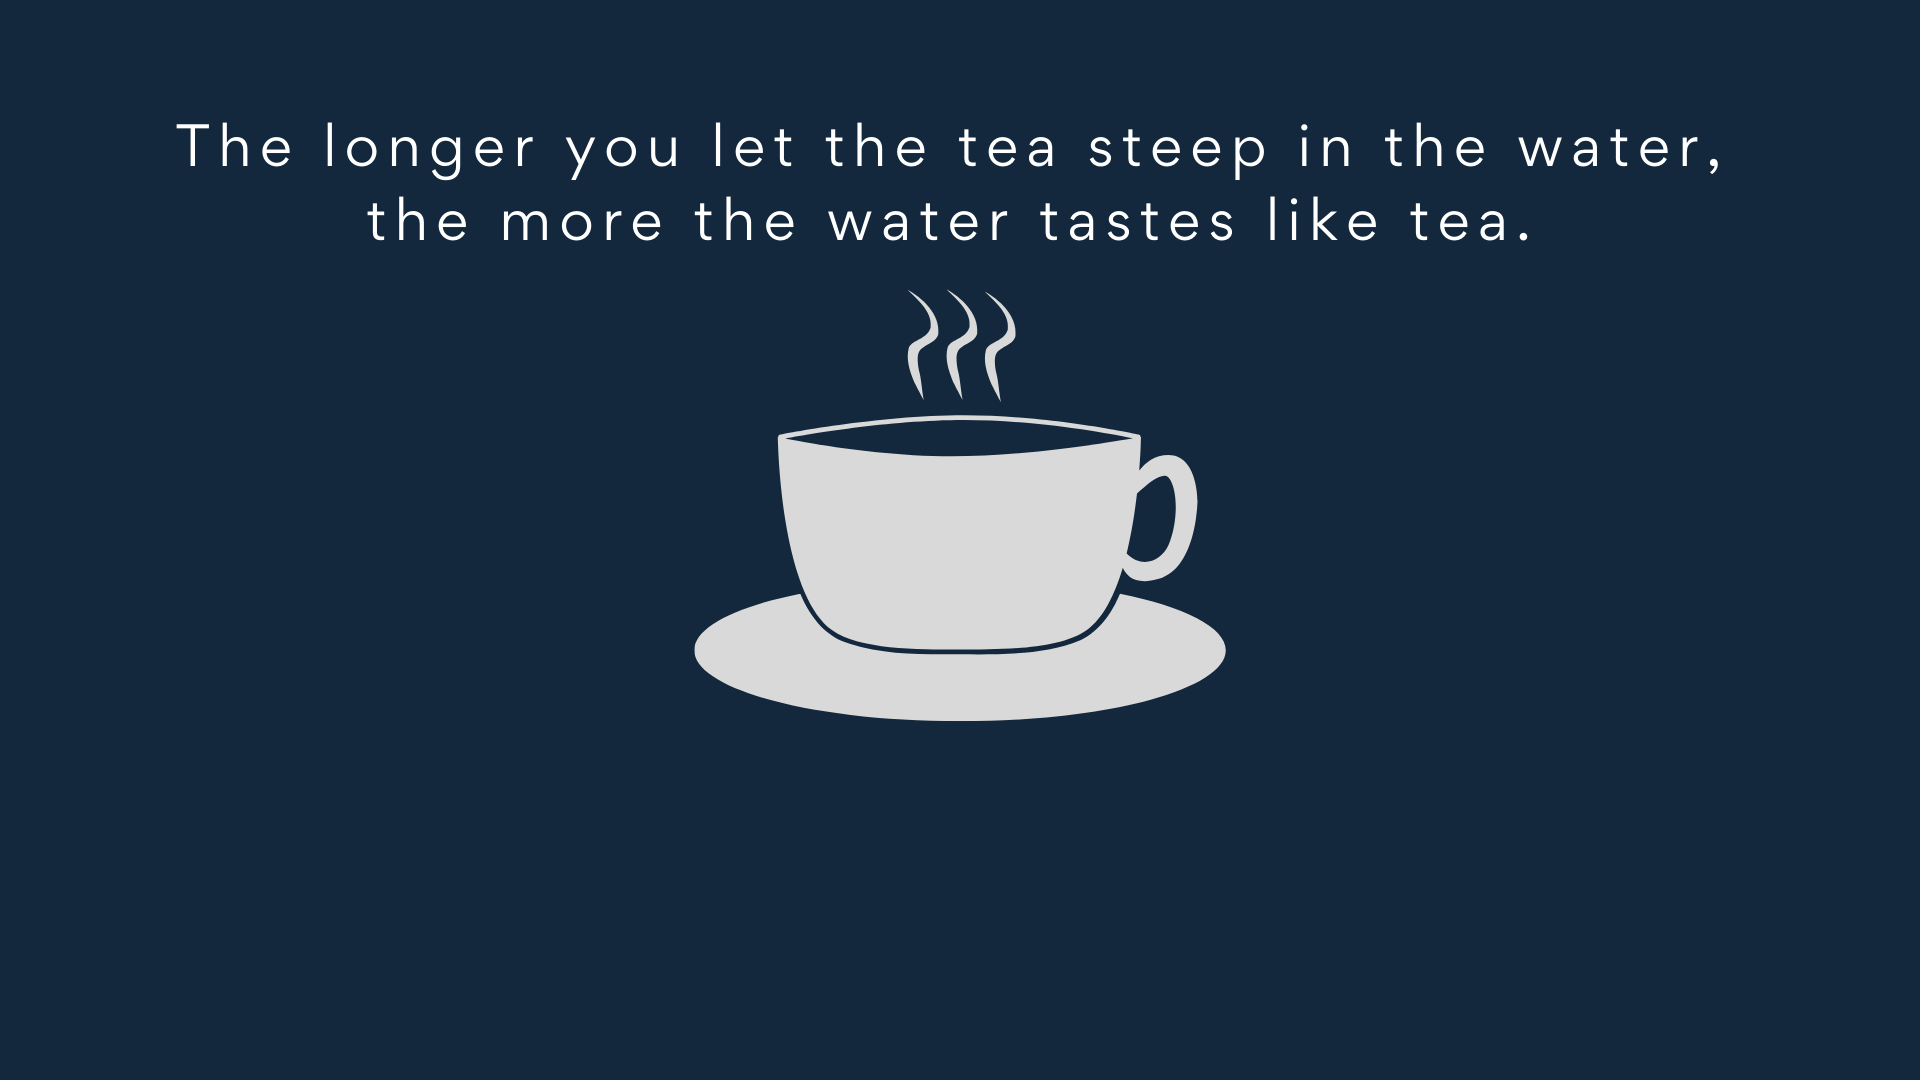 The longer you let the tea steep in the water,
the more the water tastes like tea.